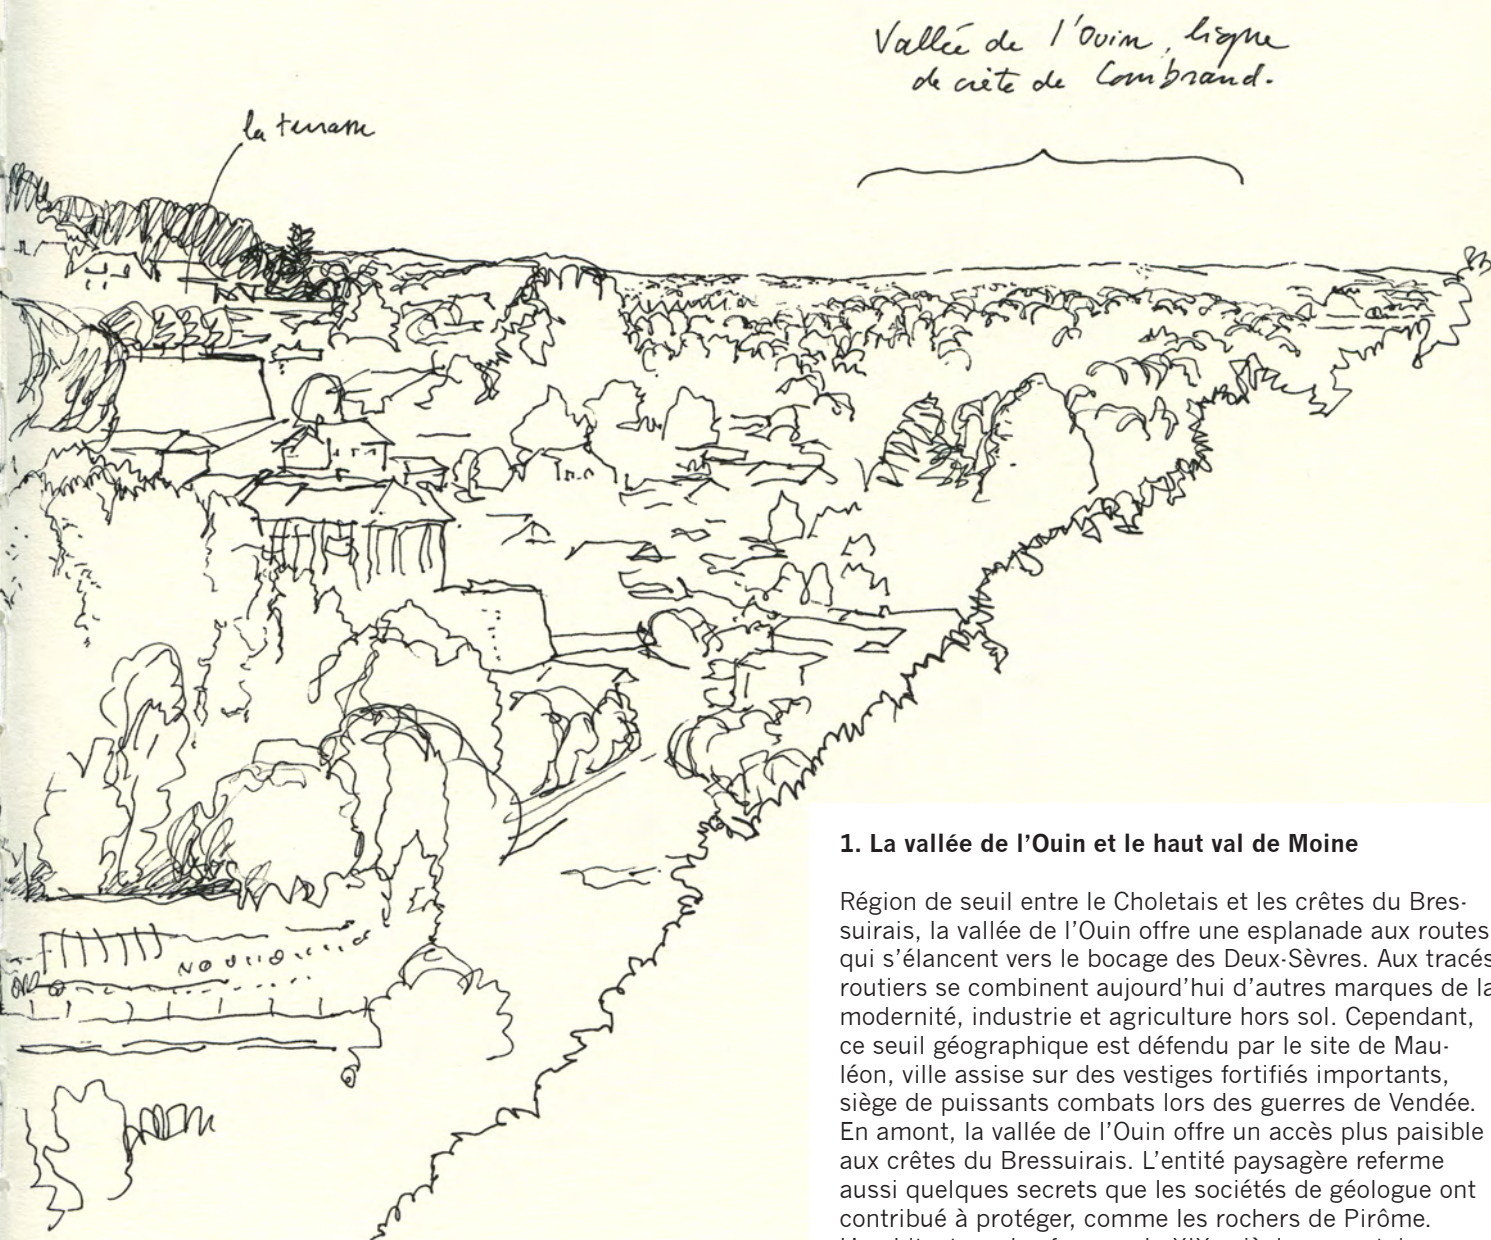 Vallée de l'Ouin, ligne
de crête de Combrand.
la terrasse
1. La vallée de l’Ouin et le haut val de Moine
Région de seuil entre le Choletais et les crêtes du Bres-
suirais, la vallée de l’Ouin offre une esplanade aux routes
qui s’élancent vers le bocage des Deux-Sèvres. Aux tracés
routiers se combinent aujourd’hui d’autres marques de la
modernité, industrie et agriculture hors sol. Cependant,
ce seuil géographique est défendu par le site de Mau-
léon, ville assise sur des vestiges fortifiés importants,
siège de puissants combats lors des guerres de Vendée.
En amont, la vallée de l’Ouin offre un accès plus paisible
aux crêtes du Bressuirais. L’entité paysagère referme
aussi quelques secrets que les sociétés de géologue ont
contribué à protéger, comme les rochers de Pirôme.